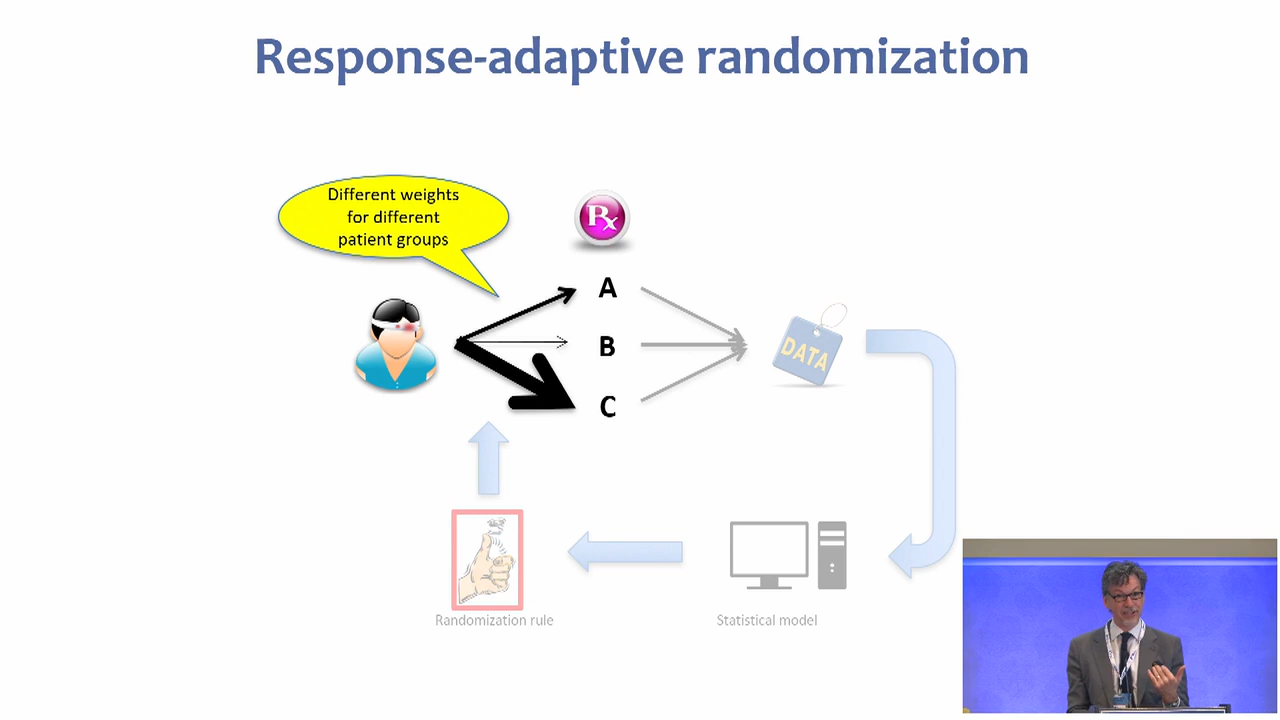 Response-adaptive randomization
Different weights
for different
patient groups
Rx
A
B
C
DATA
Randomization rule
Statistical model